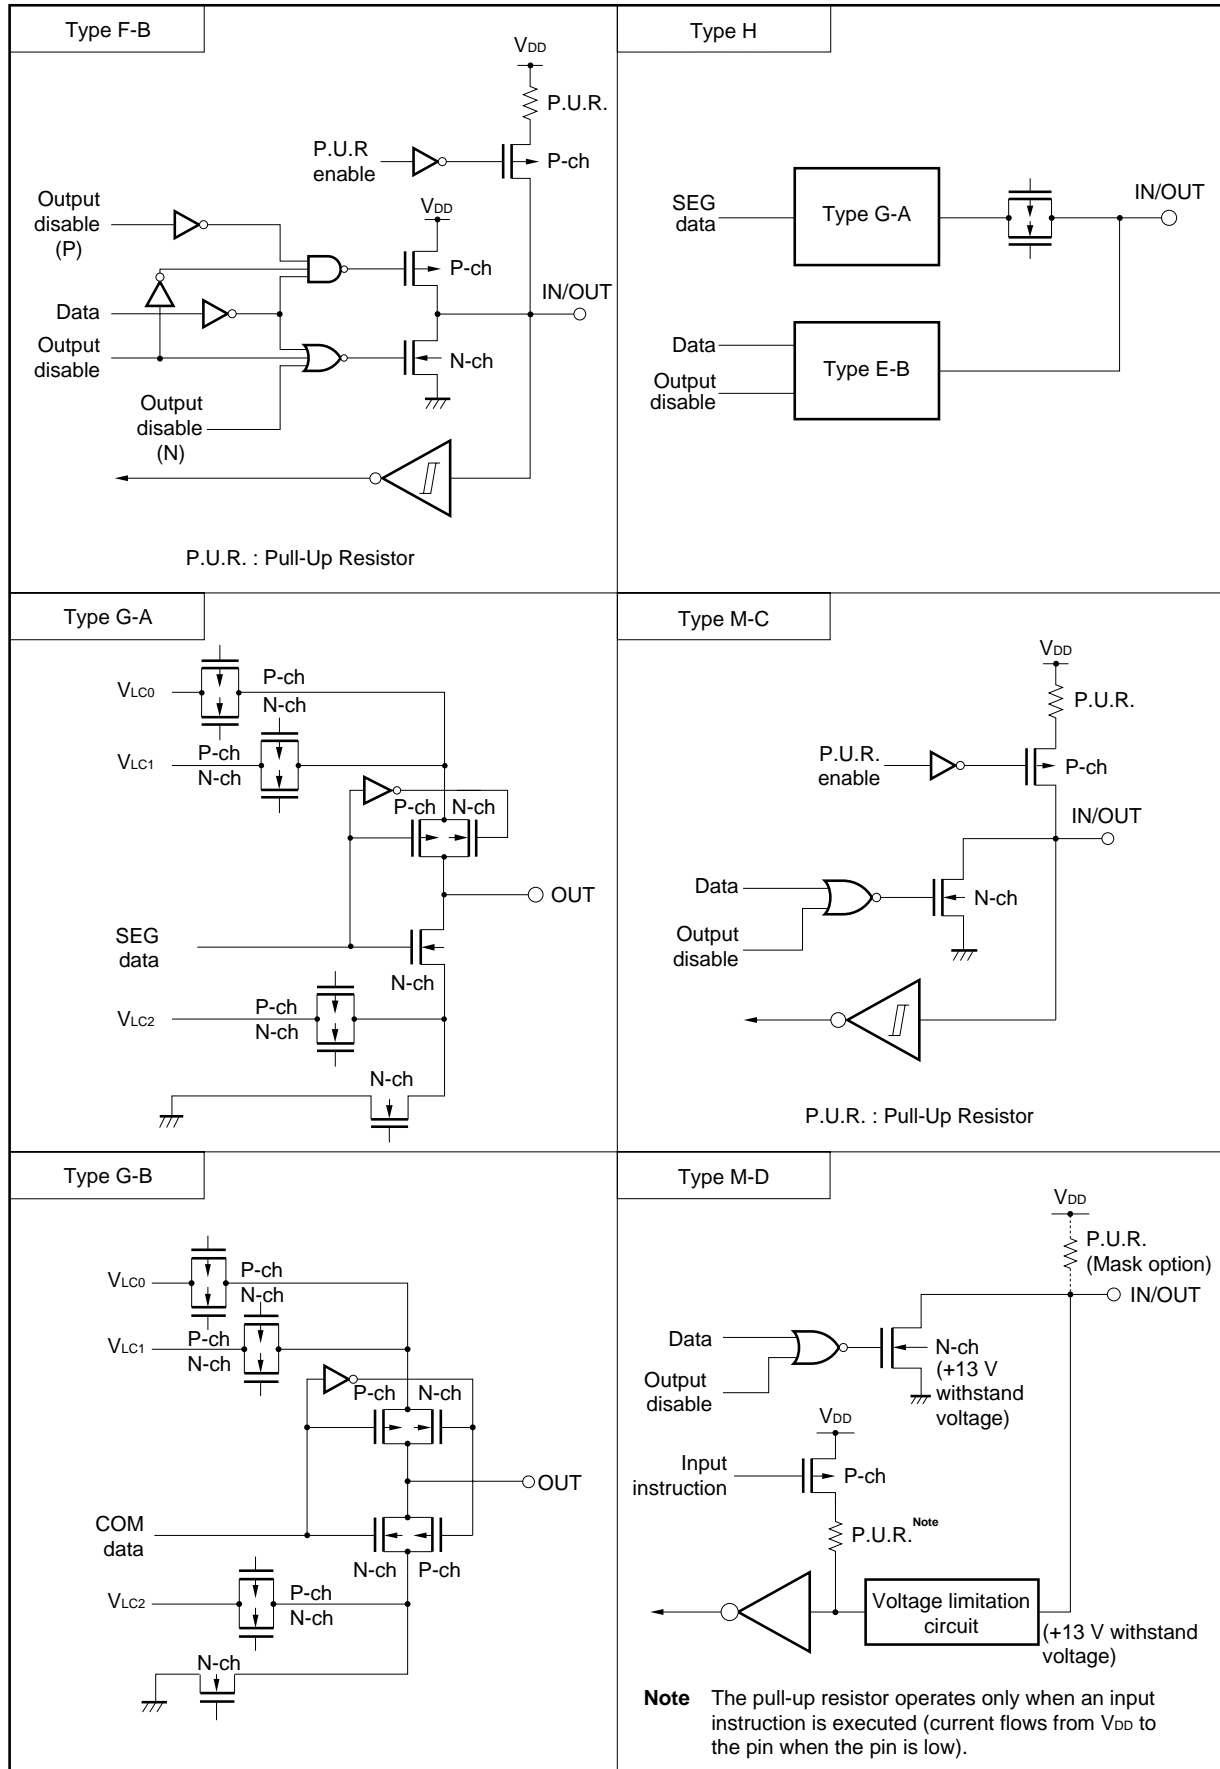 Type F-B
VDD
P.U.R.
P.U.R
enable
P-ch
Output
disable
(P)
VDD
P-ch
IN/OUT
Data
Output
disable
N-ch
Output
disable
(N)
P.U.R. : Pull-Up Resistor
Type H
SEG
data
Type G-A
IN/OUT
Data
Output
disable
Type E-B
Type G-A
VLC0
P-ch
N-ch
VLC1
P-ch
N-ch
P-ch
N-ch
OUT
SEG
data
N-ch
VLC2
P-ch
N-ch
N-ch
Type M-C
VDD
P.U.R.
P.U.R.
enable
P-ch
IN/OUT
Data
N-ch
Output
disable
P.U.R. : Pull-Up Resistor
Type G-B
VLC0
P-ch
N-ch
VLC1
P-ch
N-ch
P-ch
N-ch
OUT
COM
data
N-ch
P-ch
VLC2
P-ch
N-ch
N-ch
Type M-D
VDD
P.U.R.
(Mask option)
IN/OUT
Data
N-ch
(+13 V
withstand
voltage)
Output
disable
VDD
Input
instruction
P-ch
P.U.R.Note
Voltage limitation
circuit
(+13 V withstand
voltage)
Note The pull-up resistor operates only when an input
instruction is executed (current flows from VDD to
the pin when the pin is low).